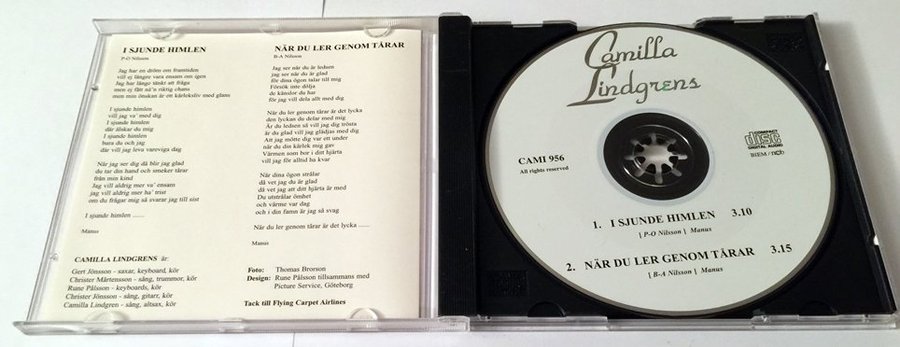 I SJUNDE HIMLEN
P-O Nilsson
Jag har en dröm om framtiden
vill ej längre vara ensam om igen
Jag har länge tänkt att fråga
men ej fått nå'n riktig chans
men min önskan är ett kärleksliv med glans
I sjunde himlen
vill jag va' med dig
I sjunde himlen
där älskar du mig
I sjunde himlen
bara du och jag
där vill jag leva vareviga dag
När jag ser dig då blir jag glad
du tar din hand och smeker tårar
från min kind
Jag vill aldrig mer va' ensam
jag vill aldrig mer ha' trist
om du frågar mig så svarar jag till sist
I sjunde himlen ......
Manus
CAMILLA LINDGRENS är:
Gert Jönsson - saxar, keyboard, kör
Christer Mårtensson - sång, trummor, kör
Rune Pålsson - keyboards, kör
Christer Jönsson - sång, gitarr, kör
Camilla Lindgren - sång, altsax, kör
NÄR DU LER GENOM TÅRAR
B-A Nilsson
Jag ser när du är ledsen
jag ser när du är glad
för dina ögon talar till mig
Försök inte dölja
de känslor du har
för jag vill dela allt med dig
När du ler genom tårar är det lycka
den lyckan du delar med mig
Är du ledsen så vill jag dig trösta
är du glad vill jag glädjas med dig
Att jag mötte dig var ett under
när du din kärlek mig gav
Värmen som bor i ditt hjärta
vill jag för alltid ha kvar
När dina ögon strålar
då vet jag du är glad
då vet jag att ditt hjärta är med
Du utstrålar ömhet
och värme var dag
och i din famn är jag så svag
När du ler genom tårar är det lycka ......
Manus
Foto: Thomas Brorson
Design: Rune Pålsson tillsammans med
Picture Service, Göteborg
Tack till Flying Carpet Airlines
Camilla
Lindgrens
CAMI 956
All rights reserved
COMPACT
disc
DIGITAL AUDIO
BIEM / ncb
1. I SJUNDE HIMLEN 3.10
[ P-O Nilsson ] Manus
2. NÄR DU LER GENOM TÅRAR 3.15
[ B-A Nilsson ] Manus